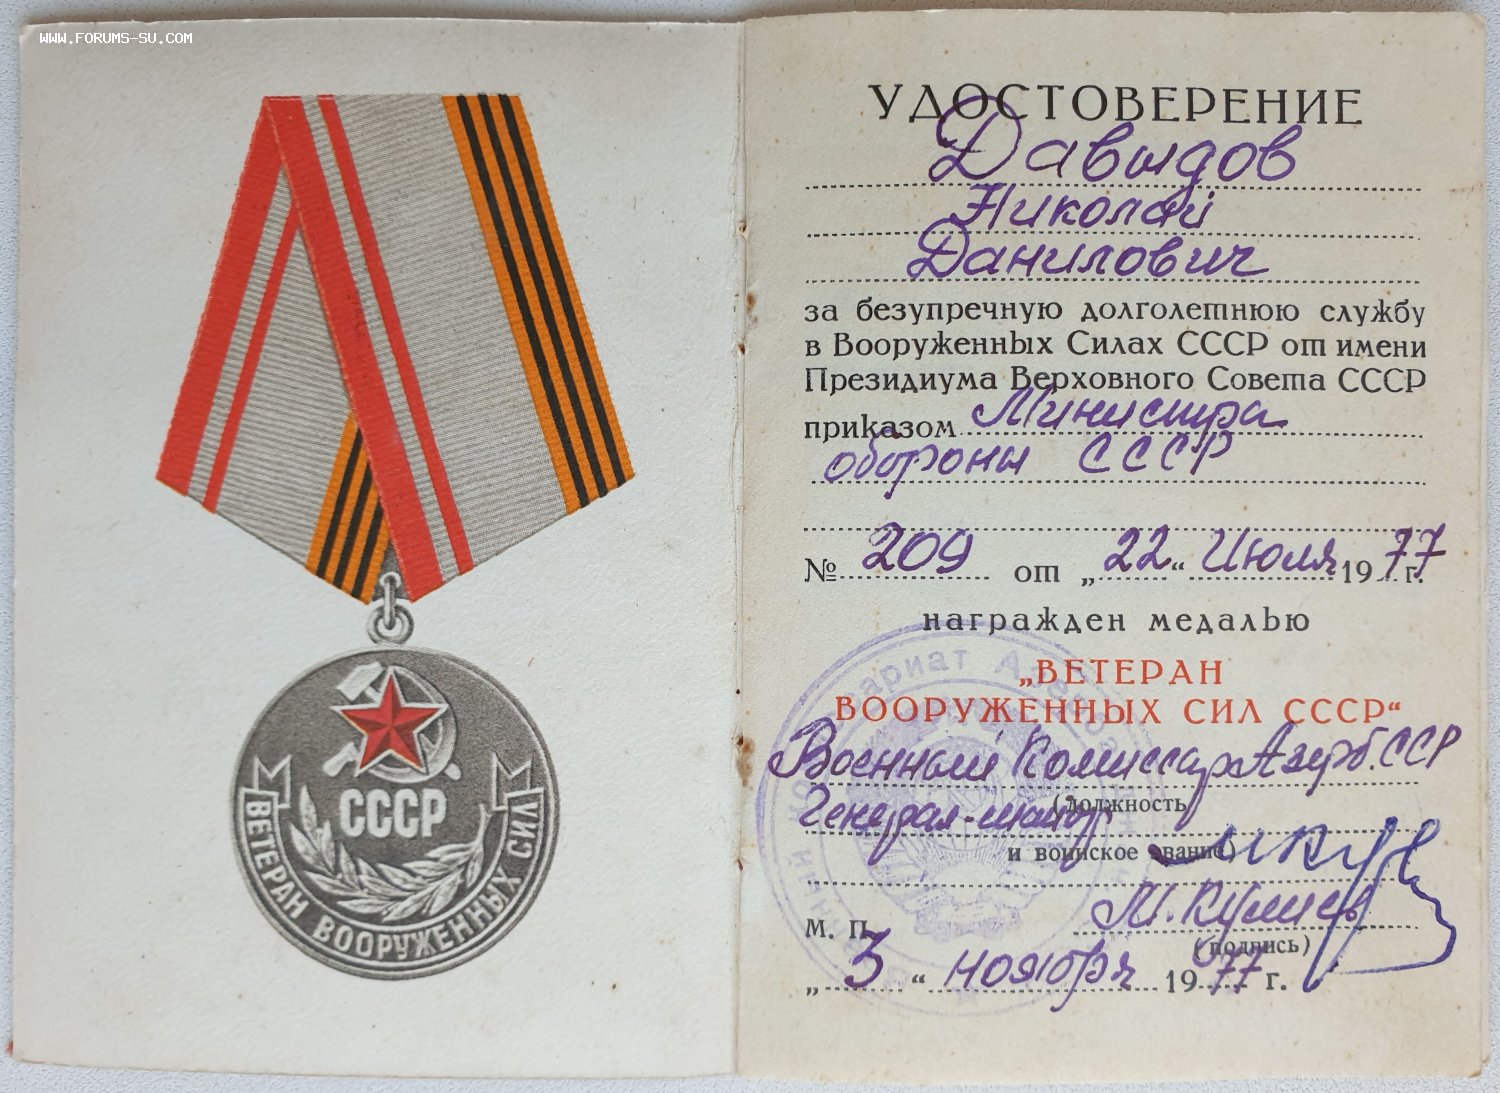 WWW.FORUMS-SU.COM
СССР
ВЕТЕРАН ВООРУЖЕННЫХ СИЛ
УДОСТОВЕРЕНИЕ
Давыдов
Николай
Данилович
за безупречную долголетнюю службу
в Вооруженных Силах СССР от имени
Президиума Верховного Совета СССР
приказом Министра
обороны СССР
№ 209 от „22“ Июля 1977 г.
награжден медалью
„ВЕТЕРАН
ВООРУЖЕННЫХ СИЛ СССР“
Военный Комиссар Азерб. ССР
(должность
Генерал-майор
и воинское звание)
М. П.
(подпись)
„3“ ноября 1977 г.